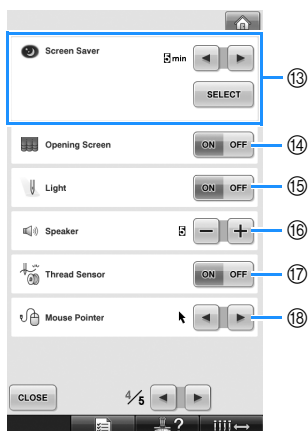 Screen Saver
5 min
SELECT
⑬
Opening Screen
ON OFF
⑭
Light
ON OFF
⑮
Speaker
5
− +
⑯
Thread Sensor
ON OFF
⑰
Mouse Pointer
⑱
CLOSE
4/5
?